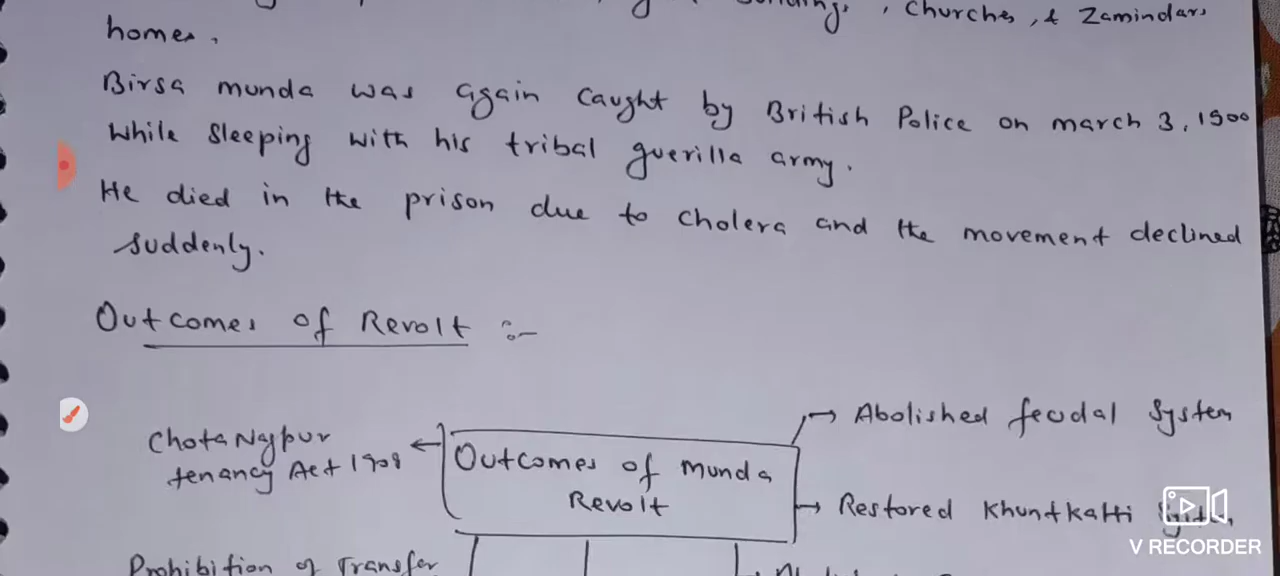 , Churches, & Zamindars
homes.
Birsa munda was again caught by British Police on march 3, 1900
While sleeping with his tribal guerilla army.
He died in the prison due to cholera and the movement declined
suddenly.
Outcomes of Revolt :-
Chota Nagpur
tenancy Act 1908
Outcomes of munda
Revolt
→ Abolished feudal System
→ Restored Khuntkatti
Prohibition of Transfer
V RECORDER